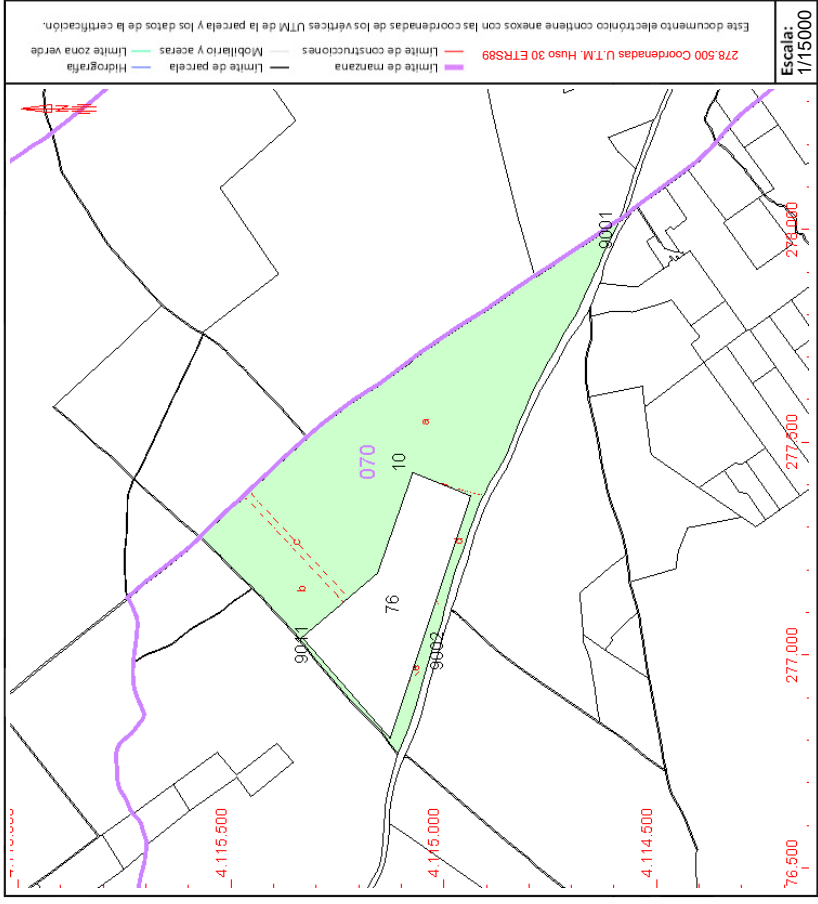 Este documento electrónico contiene anexos con las coordenadas de los vértices UTM de la parcela y los datos de la certificación.
278.500 Coordenadas U.T.M. Huso 30 ETRS89
Límite de manzana
Límite de construcciones
Límite de parcela
Mobiliario y aceras
Hidrografía
Límite zona verde
Escala:
1/15000
070
10
a
b
c
d
e
76
9001
9002
9011
278.000
277.500
277.000
76.500
4.115.500
4.115.000
4.114.500